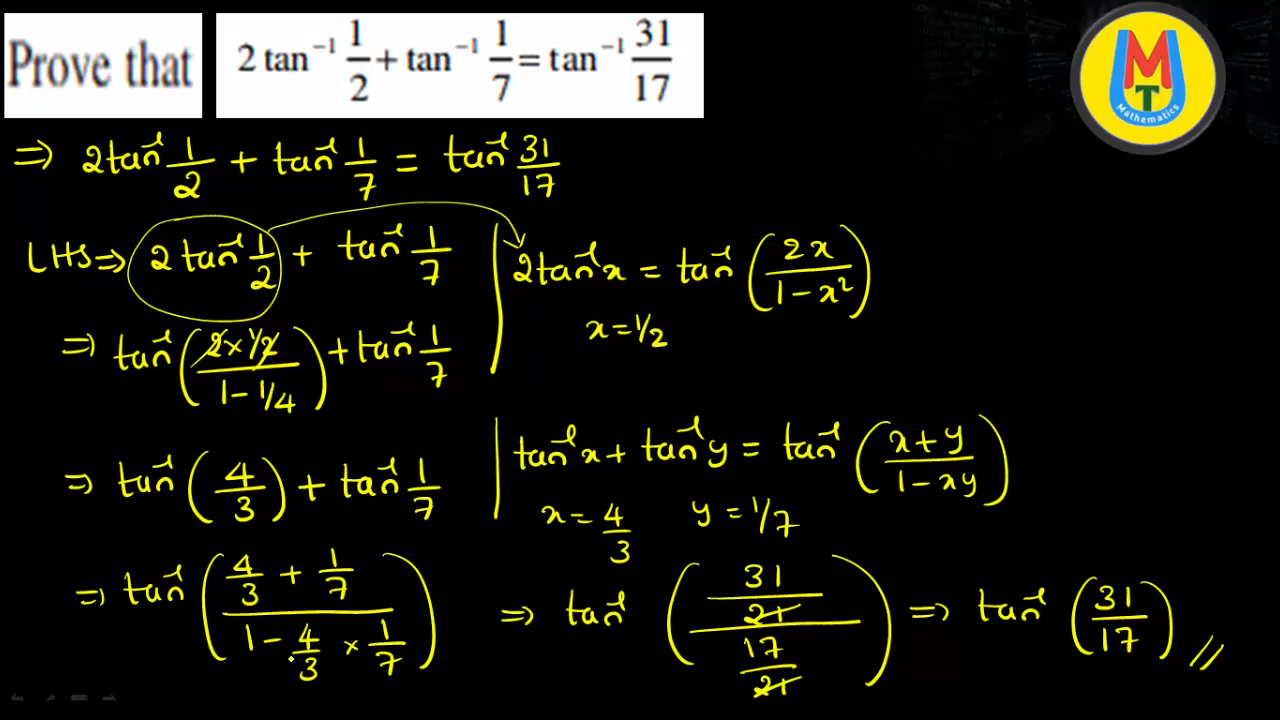 Prove that 2 tan⁻¹ 1/2 + tan⁻¹ 1/7 = tan⁻¹ 31/17
UMT
Mathematics
⇒ 2tan⁻¹ 1/2 + tan⁻¹ 1/7 = tan⁻¹ 31/17
LHS ⇒ 2 tan⁻¹ 1/2 + tan⁻¹ 1/7
2tan⁻¹x = tan⁻¹ (2x/(1-x²))
x = 1/2
⇒ tan⁻¹ ((2×1/2)/(1-1/4)) + tan⁻¹ 1/7
⇒ tan⁻¹ (4/3) + tan⁻¹ 1/7
tan⁻¹x + tan⁻¹y = tan⁻¹ ((x+y)/(1-xy))
x = 4/3 y = 1/7
⇒ tan⁻¹ ((4/3 + 1/7)/(1 - 4/3 × 1/7)) ⇒ tan⁻¹ ((31/21)/(17/21)) ⇒ tan⁻¹ (31/17) //